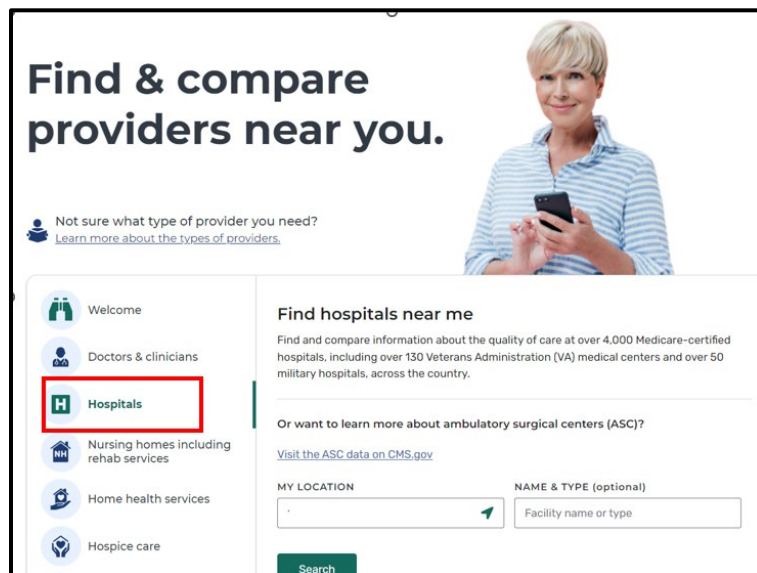 Find & compare
providers near you.
Not sure what type of provider you need?
Learn more about the types of providers.
Welcome
Doctors & clinicians
H
Hospitals
NH
Nursing homes including
rehab services
Home health services
Hospice care
Find hospitals near me
Find and compare information about the quality of care at over 4,000 Medicare-certified
hospitals, including over 130 Veterans Administration (VA) medical centers and over 50
military hospitals, across the country.
Or want to learn more about ambulatory surgical centers (ASC)?
Visit the ASC data on CMS.gov
MY LOCATION
NAME & TYPE (optional)
Facility name or type
Search